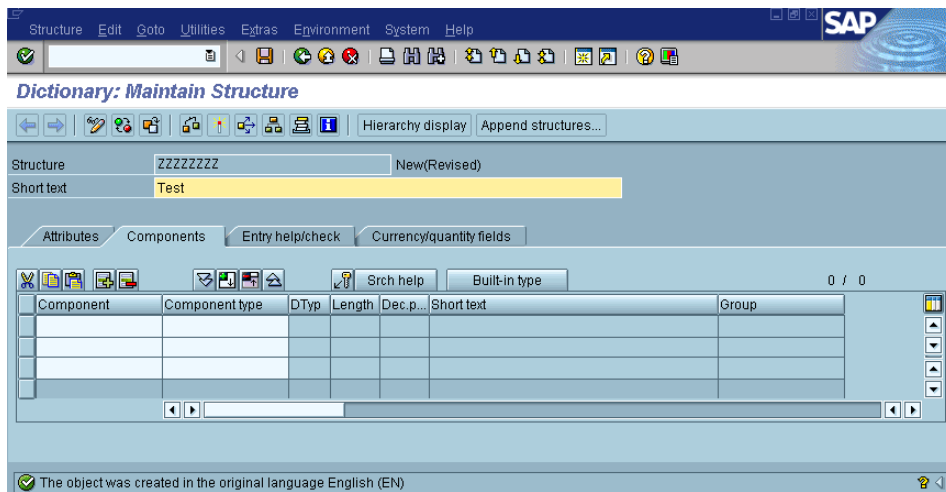 Structure Edit Goto Utilities Extras Environment System Help
SAP
Dictionary: Maintain Structure
Hierarchy display Append structures...
Structure ZZZZZZZZ New(Revised)
Short text Test
Attributes Components Entry help/check Currency/quantity fields
Srch help Built-in type 0 / 0
Component Component type DTyp Length Dec.p... Short text Group
The object was created in the original language English (EN)